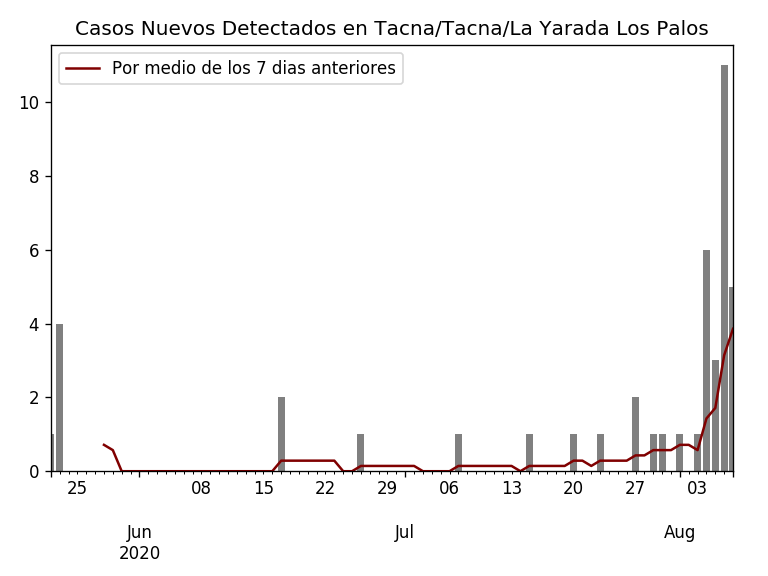 Casos Nuevos Detectados en Tacna/Tacna/La Yarada Los Palos
Por medio de los 7 dias anteriores
10
8
6
4
2
0
25 08 15 22 29 06 13 20 27 03
Jun Jul Aug
2020